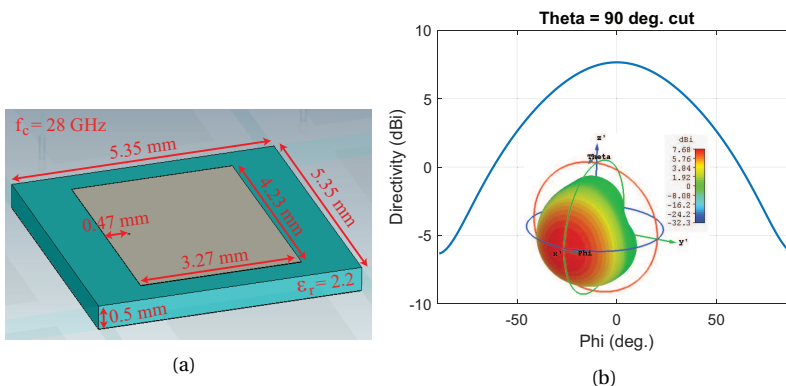 f_c = 28 GHz
5.35 mm
5.35 mm
4.23 mm
0.47 mm
3.27 mm
ε_r = 2.2
0.5 mm
(a)
Theta = 90 deg. cut
Directivity (dBi)
10
5
0
-5
-10
-50
0
50
Phi (deg.)
z'
Theta
x'
Phi
y'
dBi
7.68
5.76
3.84
1.92
0
-8.08
-16.2
-24.2
-32.3
(b)